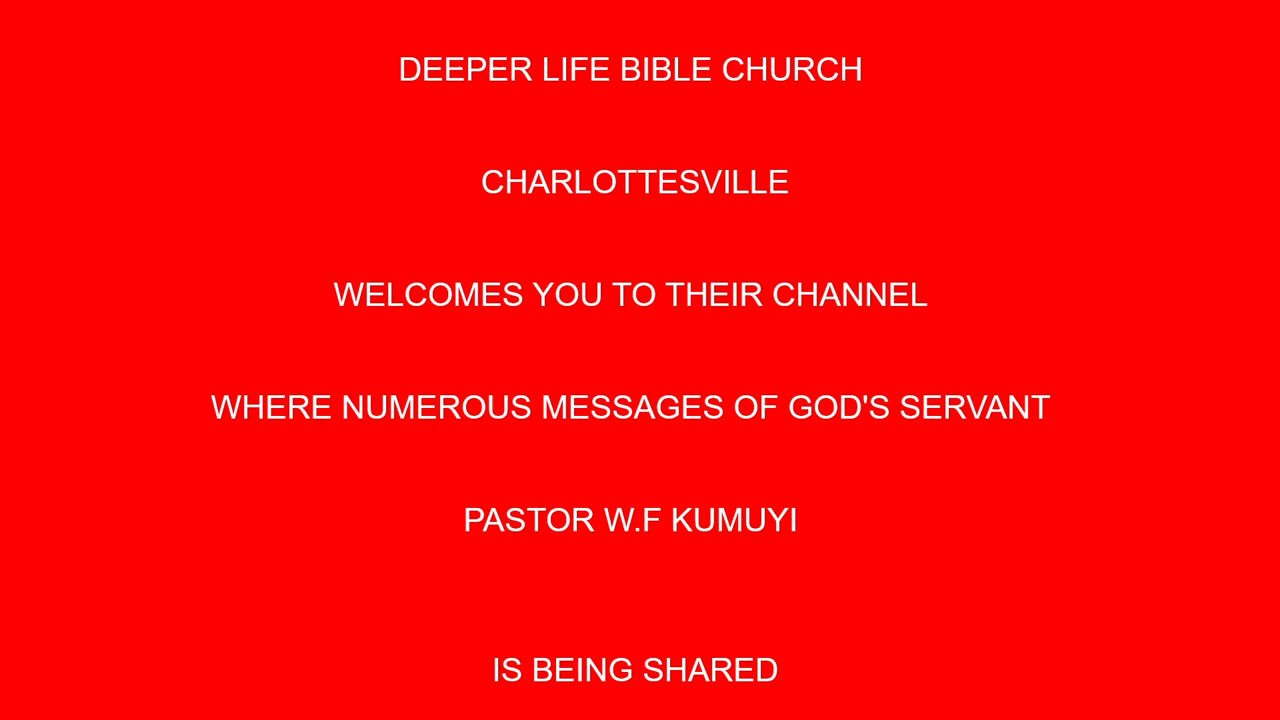 DEEPER LIFE BIBLE CHURCH
CHARLOTTESVILLE
WELCOMES YOU TO THEIR CHANNEL
WHERE NUMEROUS MESSAGES OF GOD'S SERVANT
PASTOR W.F KUMUYI
IS BEING SHARED